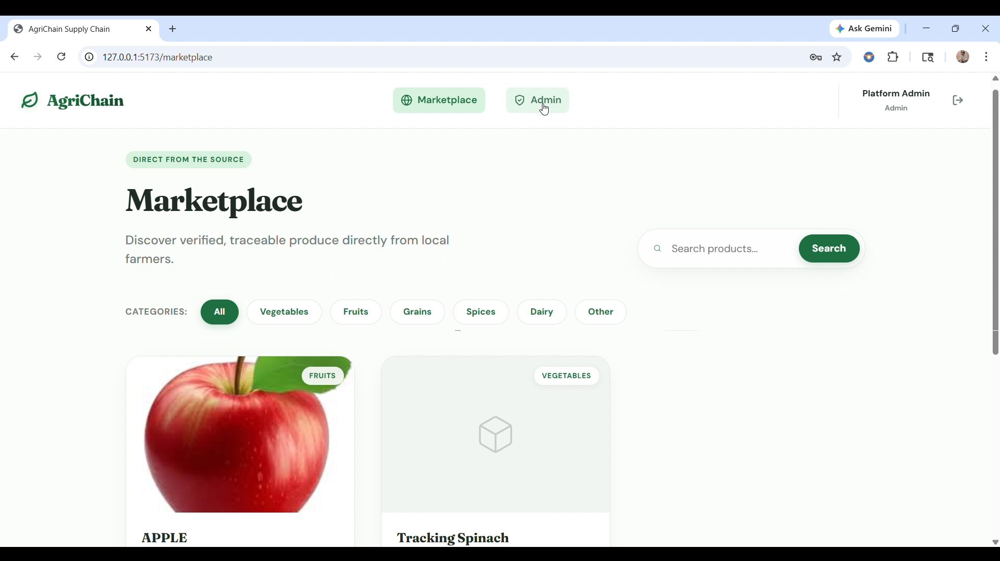 AgriChain Supply Chain
Ask Gemini
127.0.0.1:5173/marketplace
AgriChain
Marketplace
Admin
Platform Admin
Admin
DIRECT FROM THE SOURCE
Marketplace
Discover verified, traceable produce directly from local
farmers.
Search products...
Search
CATEGORIES:
All
Vegetables
Fruits
Grains
Spices
Dairy
Other
FRUITS
VEGETABLES
APPLE
Tracking Spinach